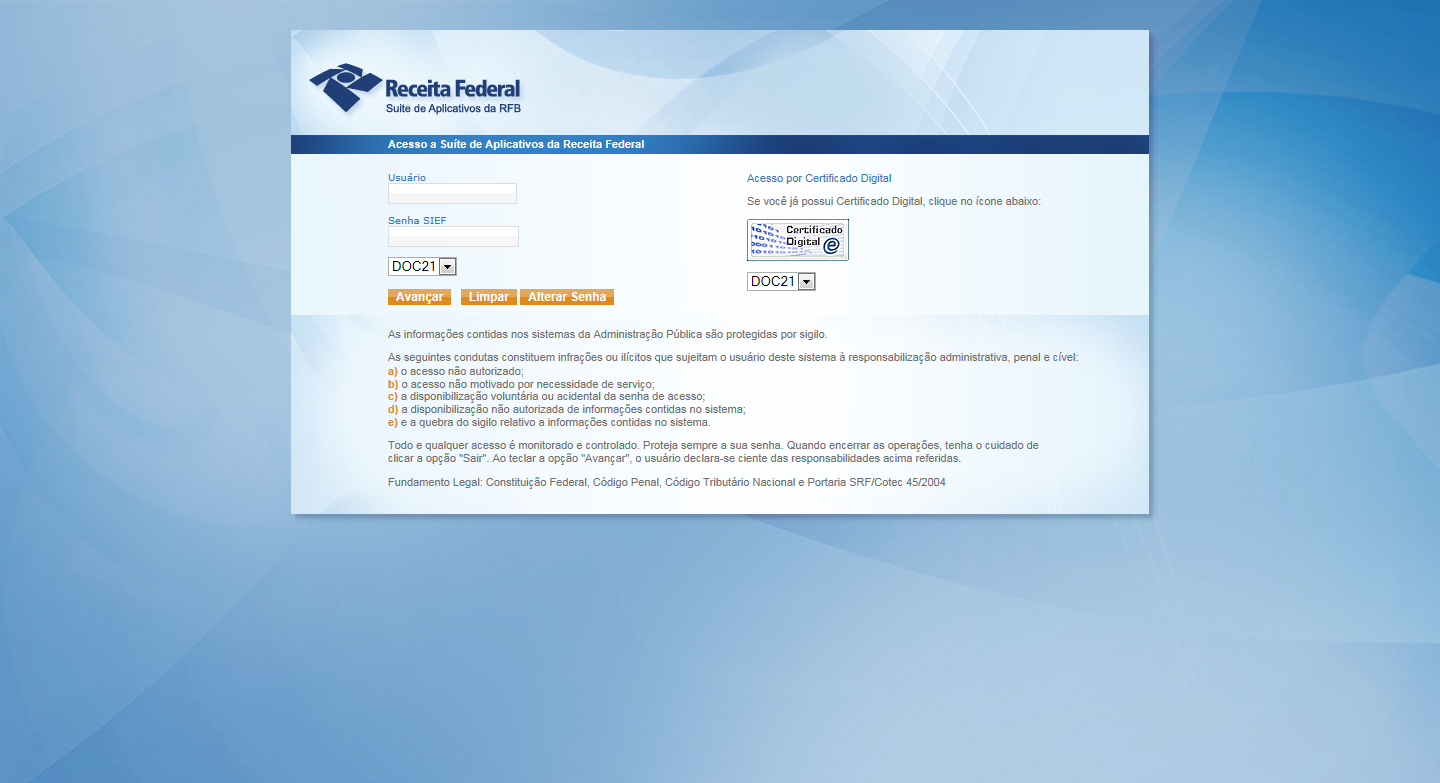 Receita Federal
Suíte de Aplicativos da RFB
Acesso a Suíte de Aplicativos da Receita Federal
Usuário
Senha SIEF
DOC21
Avançar Limpar Alterar Senha
Acesso por Certificado Digital
Se você já possui Certificado Digital, clique no ícone abaixo:
Certificado
Digital e
DOC21
As informações contidas nos sistemas da Administração Pública são protegidas por sigilo.
As seguintes condutas constituem infrações ou ilícitos que sujeitam o usuário deste sistema à responsabilização administrativa, penal e cível:
a) o acesso não autorizado;
b) o acesso não motivado por necessidade de serviço;
c) a disponibilização voluntária ou acidental da senha de acesso;
d) a disponibilização não autorizada de informações contidas no sistema;
e) e a quebra do sigilo relativo a informações contidas no sistema.
Todo e qualquer acesso é monitorado e controlado. Proteja sempre a sua senha. Quando encerrar as operações, tenha o cuidado de
clicar a opção "Sair". Ao teclar a opção "Avançar", o usuário declara-se ciente das responsabilidades acima referidas.
Fundamento Legal: Constituição Federal, Código Penal, Código Tributário Nacional e Portaria SRF/Cotec 45/2004